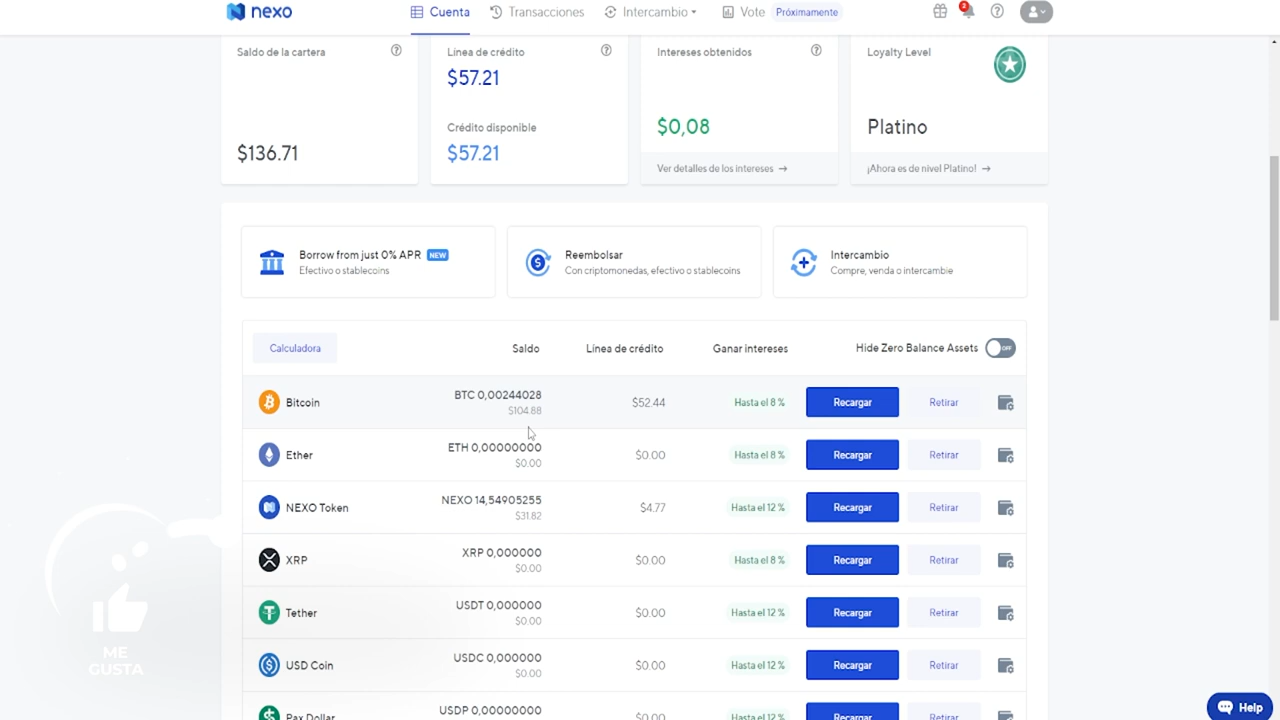 nexo
Cuenta
Transacciones
Intercambio
Vote
Próximamente
2
Saldo de la cartera
$136.71
Línea de crédito
$57.21
Crédito disponible
$57.21
Intereses obtenidos
$0,08
Ver detalles de los intereses →
Loyalty Level
Platino
¡Ahora es de nivel Platino! →
Borrow from just 0% APR NEW
Efectivo o stablecoins
Reembolsar
Con criptomonedas, efectivo o stablecoins
Intercambio
Compre, venda o intercambie
Calculadora
Saldo
Línea de crédito
Ganar intereses
Hide Zero Balance Assets
OFF
Bitcoin
BTC 0,00244028
$104.88
$52.44
Hasta el 8 %
Recargar
Retirar
Ether
ETH 0,00000000
$0.00
$0.00
Hasta el 8 %
Recargar
Retirar
NEXO Token
NEXO 14,54905255
$31.82
$4.77
Hasta el 12 %
Recargar
Retirar
XRP
XRP 0,000000
$0.00
$0.00
Hasta el 8 %
Recargar
Retirar
Tether
USDT 0,000000
$0.00
$0.00
Hasta el 12 %
Recargar
Retirar
USD Coin
USDC 0,000000
$0.00
$0.00
Hasta el 12 %
Recargar
Retirar
Pax Dollar
USDP 0,00000000
$0.00
Hasta el 12 %
Recargar
Retirar
ME
GUSTA
Help